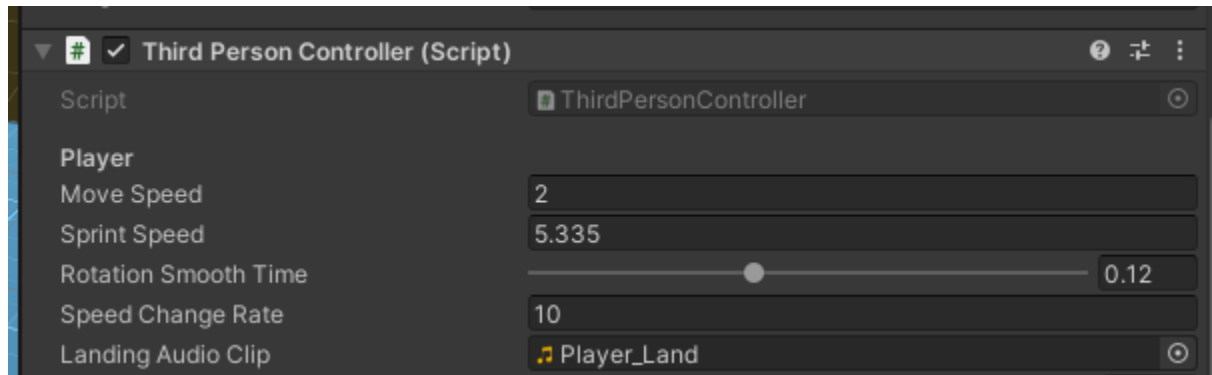 Third Person Controller (Script)
Script ThirdPersonController
Player
Move Speed 2
Sprint Speed 5.335
Rotation Smooth Time 0.12
Speed Change Rate 10
Landing Audio Clip Player_Land